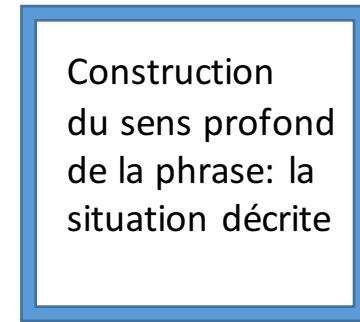 Construction
du sens profond
de la phrase: la
situation décrite